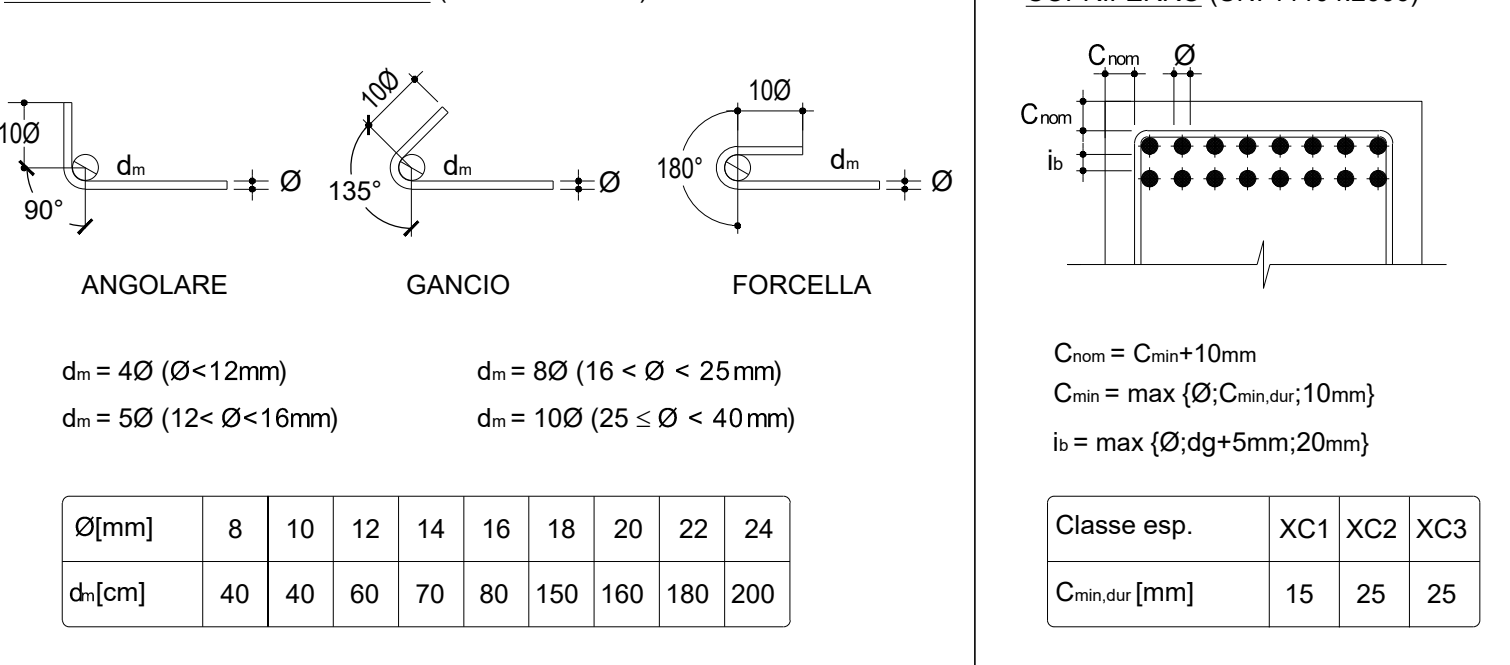 10Ø
90°
dm
Ø
ANGOLARE
10Ø
135°
dm
Ø
GANCIO
10Ø
180°
dm
Ø
FORCELLA
dm = 4Ø (Ø<12mm)
dm = 5Ø (12< Ø<16mm)
dm = 8Ø (16 < Ø < 25mm)
dm = 10Ø (25 ≤ Ø < 40mm)
Ø[mm] 8 10 12 14 16 18 20 22 24
dm[cm] 40 40 60 70 80 150 160 180 200
Cnom Ø
Cnom
ib
Cnom = Cmin+10mm
Cmin = max {Ø;Cmin,dur;10mm}
ib = max {Ø;dg+5mm;20mm}
Classe esp. XC1 XC2 XC3
Cmin,dur [mm] 15 25 25